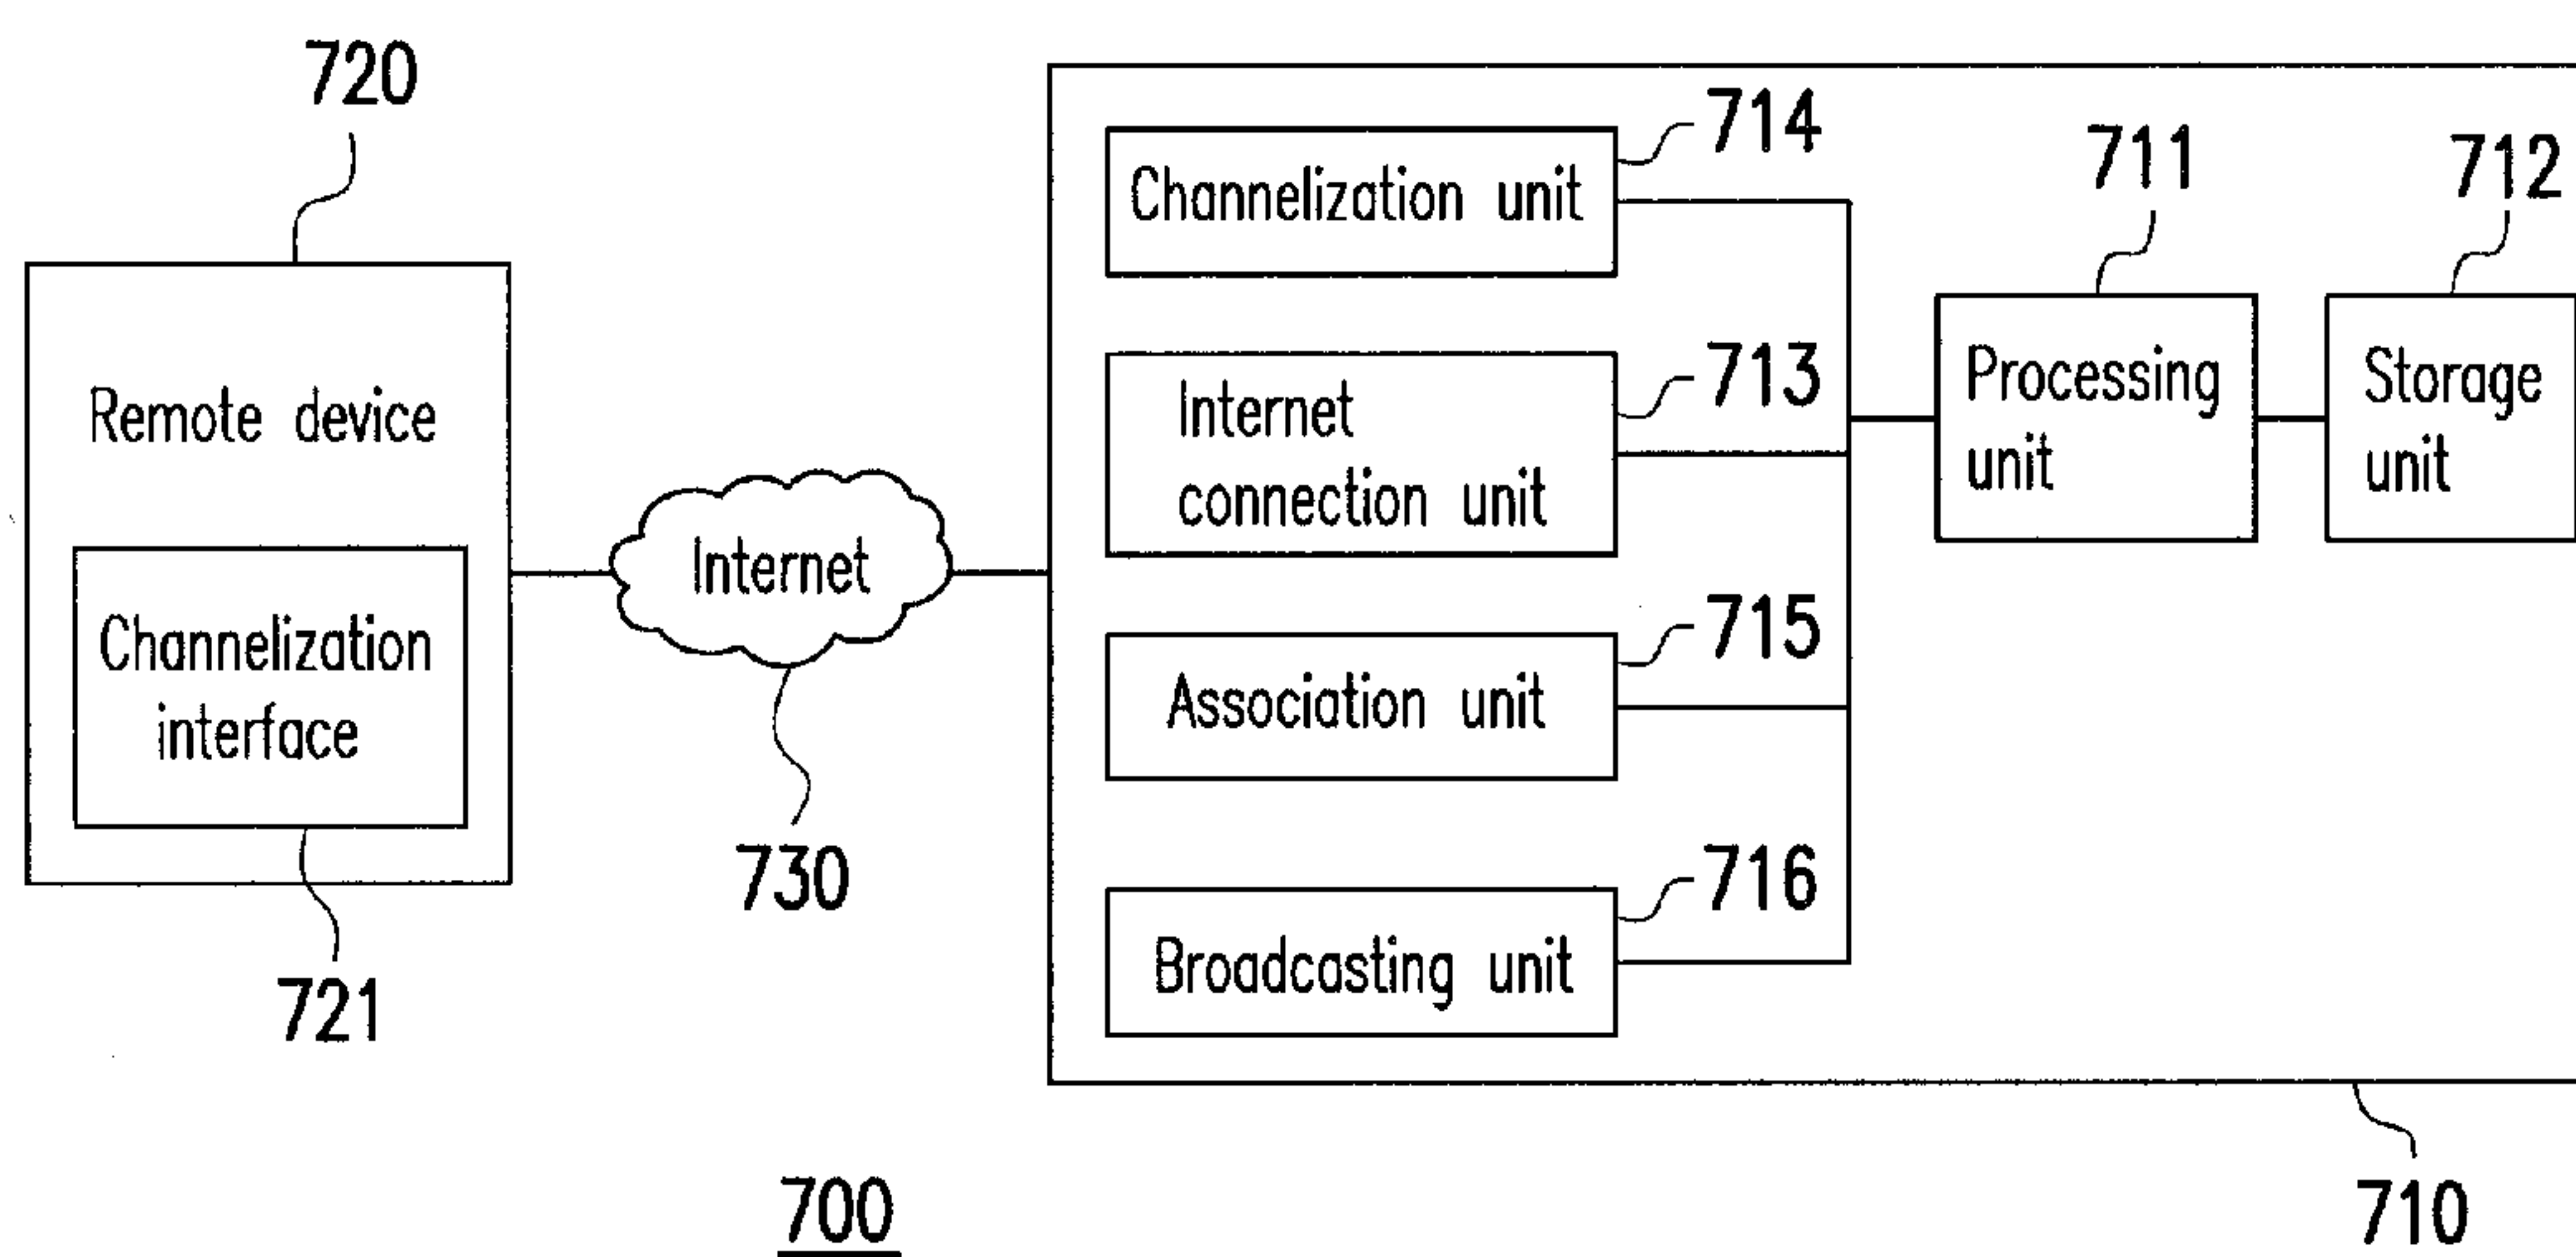 720
Remote device
Channelization
interface
721
Internet
730
714
Channelization unit
713
Internet
connection unit
715
Association unit
716
Broadcasting unit
711
Processing
unit
712
Storage
unit
710
700